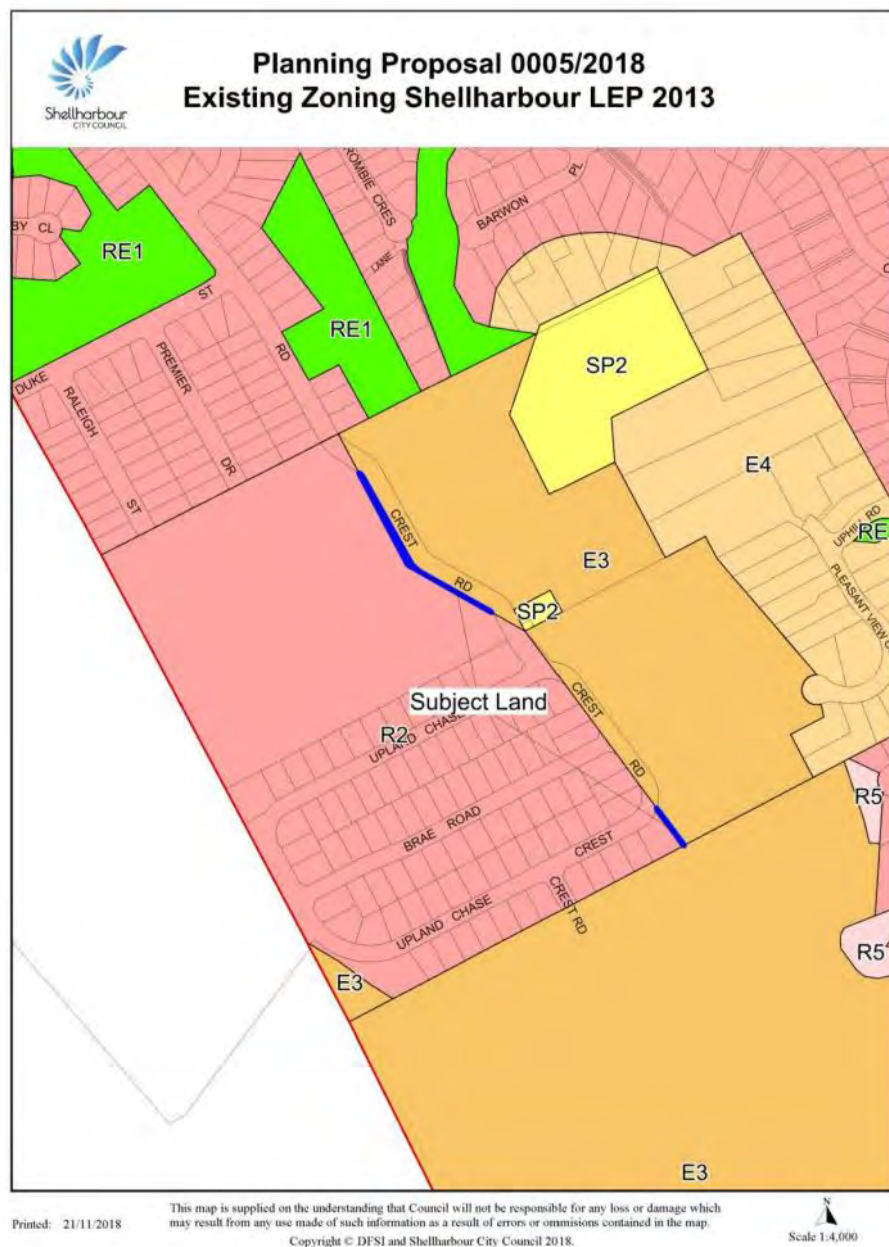 Shellharbour
CITY COUNCIL
Planning Proposal 0005/2018
Existing Zoning Shellharbour LEP 2013
BY CL
RE1
ROMBIE CRES
LANE
BARWON PL
RE1
DUKE ST
RD
RALEIGH ST
PREMIER DR
SP2
E4
CREST RD
E3
SP2
UPHILL RD
RE
PLEASANT VIEW C
Subject Land
R2
UPLAND CHASE
CREST RD
BRAE ROAD
UPLAND CHASE CREST
CREST RD
R5
R5
E3
E3
Printed: 21/11/2018
This map is supplied on the understanding that Council will not be responsible for any loss or damage which
may result from any use made of such information as a result of errors or ommisions contained in the map.
Copyright © DFSI and Shellharbour City Council 2018.
N
Scale 1:4,000